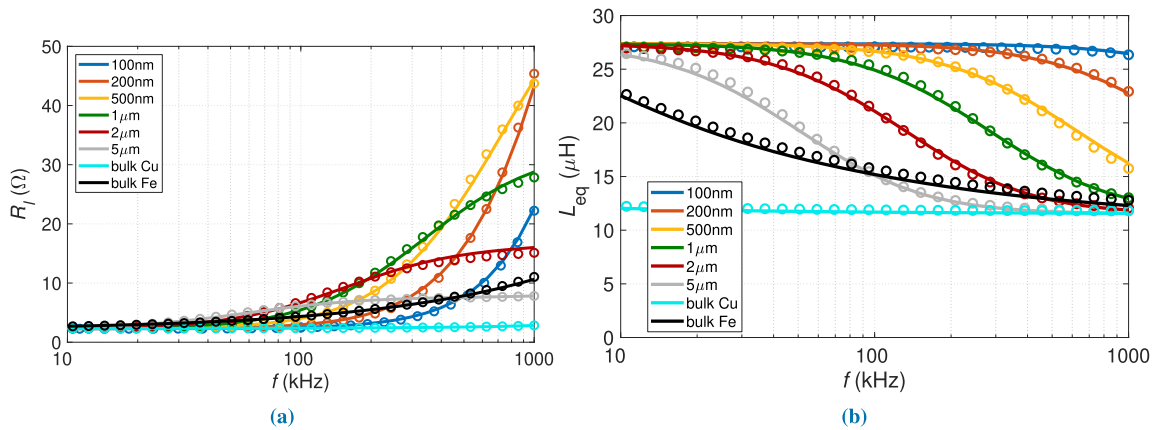 50
40
30
20
10
0
R_l (Ω)
100nm
200nm
500nm
1μm
2μm
5μm
bulk Cu
bulk Fe
10 100 1000
f (kHz)
(a)
30
25
20
15
10
5
0
L_eq (μH)
100nm
200nm
500nm
1μm
2μm
5μm
bulk Cu
bulk Fe
10 100 1000
f (kHz)
(b)